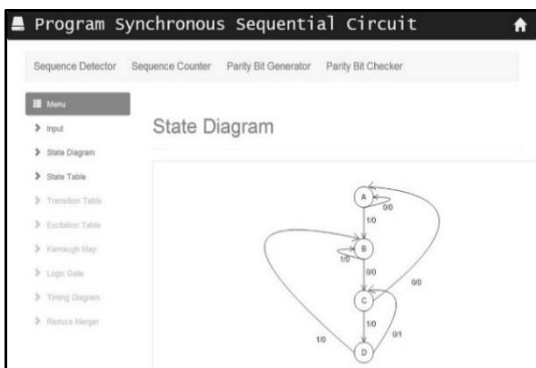 Program Synchronous Sequential Circuit
Sequence Detector Sequence Counter Parity Bit Generator Parity Bit Checker
Menu
Input
State Diagram
State Table
Transition Table
Excitation Table
Karnaugh Map
Logic Gate
Timing Diagram
Reduce Merger
State Diagram
A
0/0
1/0
B
1/0
0/0
0/0
C
1/0
1/0
0/1
D